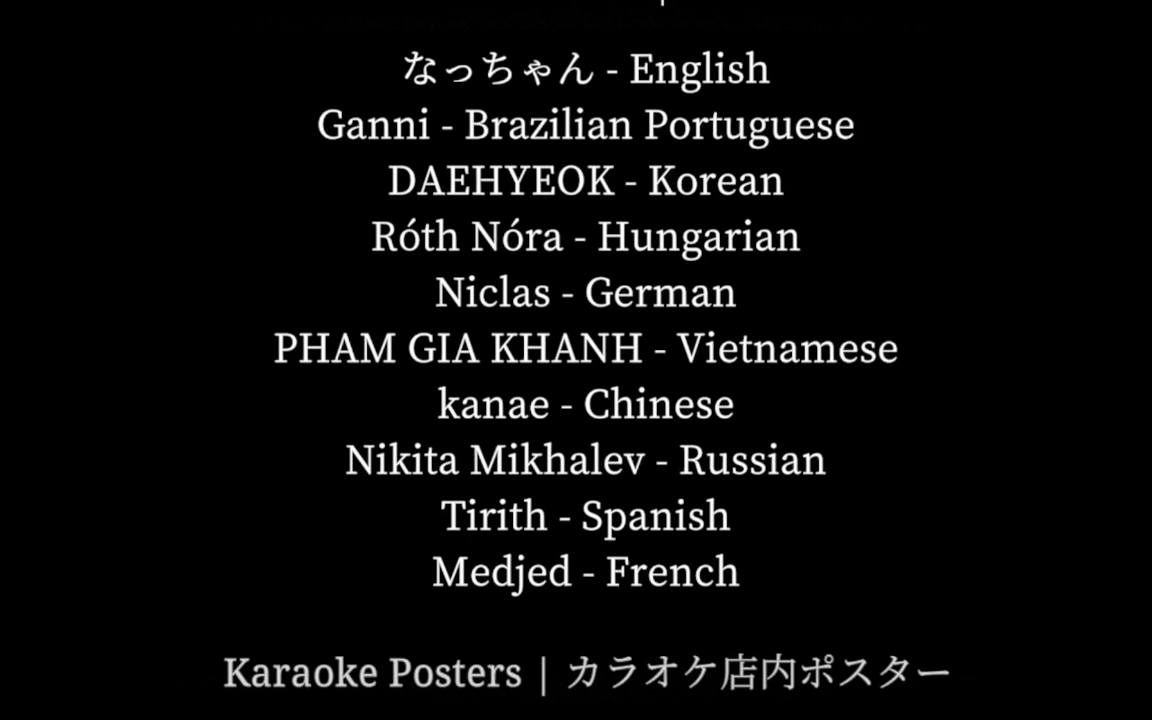 なっちゃん - English
Ganni - Brazilian Portuguese
DAEHYEOK - Korean
Róth Nóra - Hungarian
Niclas - German
PHAM GIA KHANH - Vietnamese
kanae - Chinese
Nikita Mikhalev - Russian
Tirith - Spanish
Medjed - French
Karaoke Posters | カラオケ店内ポスター